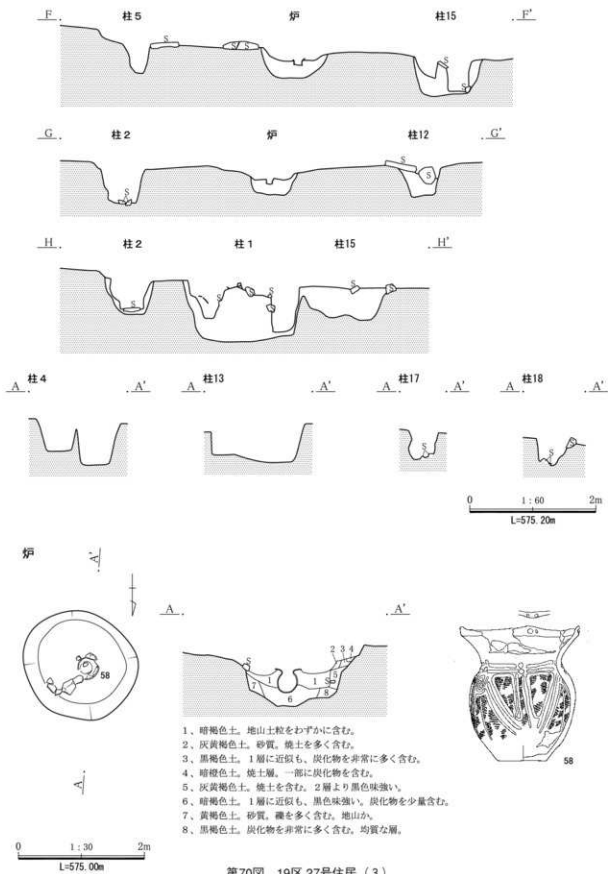 F F'
柱5 炉 柱15
S S S S S
G G'
柱2 炉 柱12
S S S
H H'
柱2 柱1 柱15
S S S S S S S
A 柱4 A' A 柱13 A' A 柱17 A' A 柱18 A'
S S
0 1:60 2m
L=575.20m
炉
A'
A A'
58
S 1 1 2 3 4 5 S 6 7 8
58
A
1、暗褐色土。地山土粒をわずかに含む。
2、灰黄褐色土。砂質。焼土を多く含む。
3、黒褐色土。1層に近似も、炭化物を非常に多く含む。
4、暗橙色土。焼土層。一部に炭化物を含む。
5、灰黄褐色土。焼土を含む。2層より黒色味強い。
6、暗褐色土。1層に近似も、黒色味強い。炭化物を少量含む。
7、黄褐色土。砂質。礫を多く含む。地山か。
8、黒褐色土。炭化物を非常に多く含む。均質な層。
0 1:30 2m
L=575.00m
第70図 19区 27号住居(3)